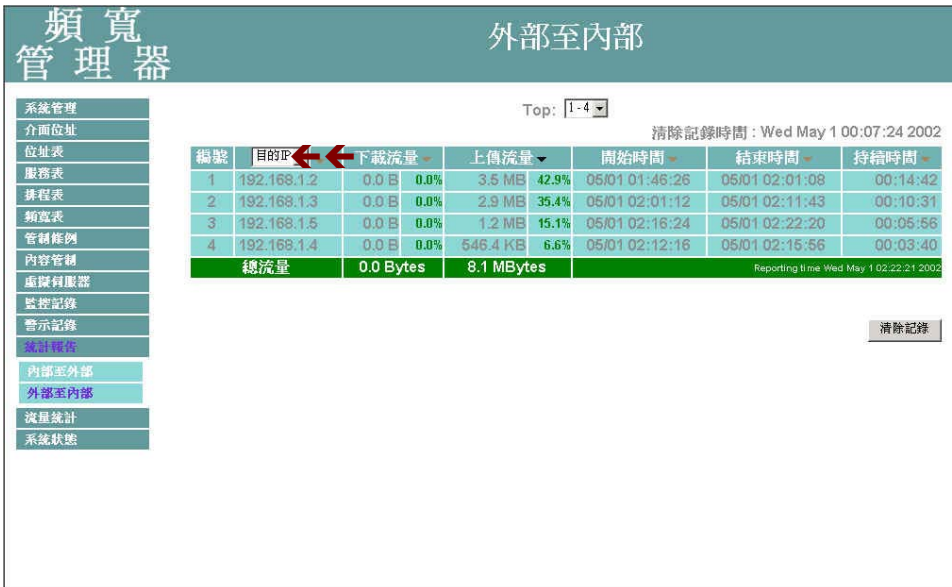 頻寬
管理器
外部至內部
系統管理
介面位址
位址表
服務表
排程表
頻寬表
管制條例
內容管制
虛擬伺服器
監控記錄
警示記錄
統計報告
內部至外部
外部至內部
流量統計
系統狀態
Top: 1-4
清除記錄時間 : Wed May 1 00:07:24 2002
編號 目的IP 下載流量 上傳流量 開始時間 結束時間 持續時間
1 192.168.1.2 0.0 B 0.0% 3.5 MB 42.9% 05/01 01:46:26 05/01 02:01:08 00:14:42
2 192.168.1.3 0.0 B 0.0% 2.9 MB 35.4% 05/01 02:01:12 05/01 02:11:43 00:10:31
3 192.168.1.5 0.0 B 0.0% 1.2 MB 15.1% 05/01 02:16:24 05/01 02:22:20 00:05:56
4 192.168.1.4 0.0 B 0.0% 546.4 KB 6.6% 05/01 02:12:16 05/01 02:15:56 00:03:40
總流量 0.0 Bytes 8.1 MBytes Reporting time Wed May 1 02:22:21 2002
清除記錄